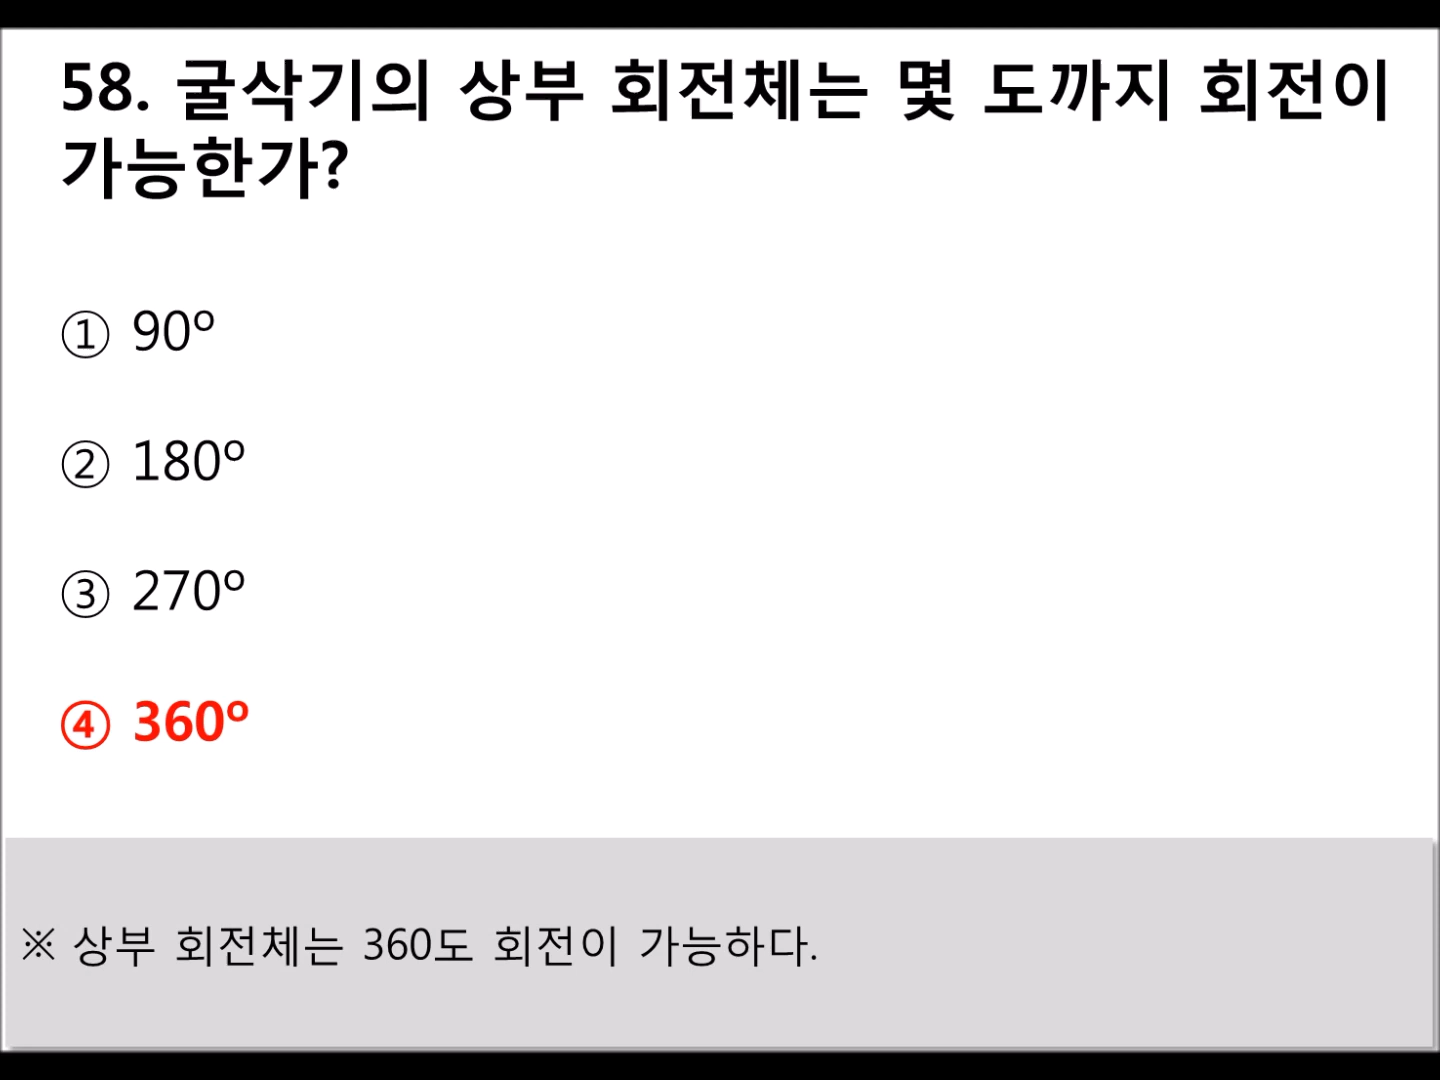 58. 굴삭기의 상부 회전체는 몇 도까지 회전이
가능한가?
① 90º
② 180º
③ 270º
④ 360º
※ 상부 회전체는 360도 회전이 가능하다.